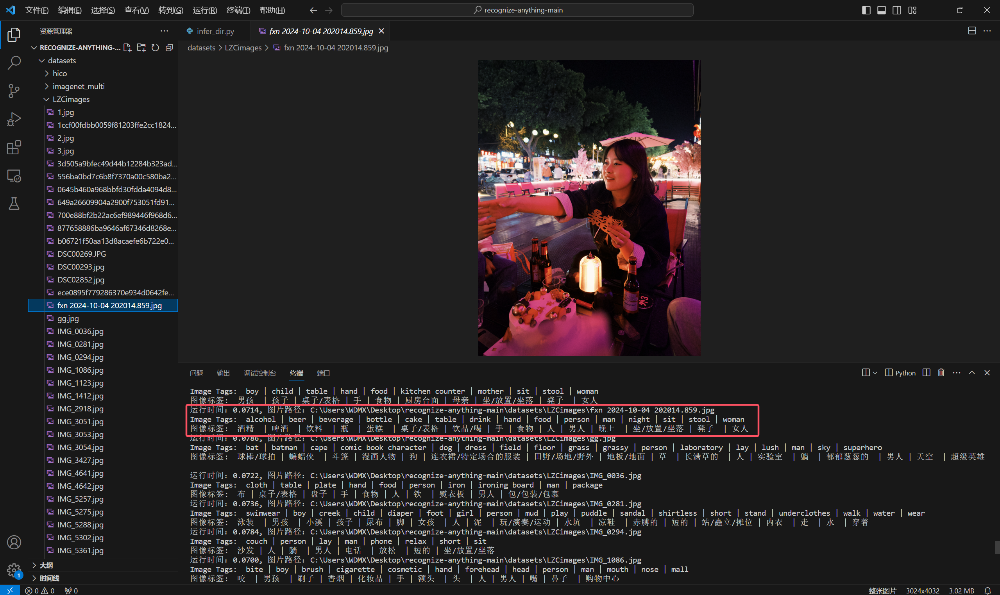 文件(F) 编辑(E) 选择(S) 查看(V) 转到(G) 运行(R) 终端(T) 帮助(H)
recognize-anything-main
资源管理器
RECOGNIZE-ANYTHING-...
datasets
hico
imagenet_multi
LZCimages
1.jpg
1ccf00fdbb0059f81203ffe2cc1824...
2.jpg
3.jpg
3d505a9bfec49d44b12284b323ad...
556ba0bd7c6b8f7370a00c580ba2...
0645b460a968bbfd30fdda4094d8...
649a26609904a2900f753051fd91...
700e88bf2b22ac6ef989446f968d6...
877658886ba9646af67346d8268e...
b06721f50aa13d8acaefe6b722e0...
DSC00269.JPG
DSC00293.jpg
DSC02852.jpg
ece0895f779286370e934d0642fe...
fxn 2024-10-04 202014.859.jpg
gg.jpg
IMG_0036.jpg
IMG_0281.jpg
IMG_0294.jpg
IMG_1086.jpg
IMG_1123.jpg
IMG_1412.jpg
IMG_2918.jpg
IMG_3051.jpg
IMG_3053.jpg
IMG_3054.jpg
IMG_3427.jpg
IMG_4641.jpg
IMG_4642.jpg
IMG_5257.jpg
IMG_5275.jpg
IMG_5288.jpg
IMG_5302.jpg
IMG_5361.jpg
大纲
时间线
infer_dir.py
fxn 2024-10-04 202014.859.jpg
datasets > LZCimages > fxn 2024-10-04 202014.859.jpg
问题 输出 调试控制台 终端 端口
Python
Image Tags:  boy | child | table | hand | food | kitchen counter | mother | sit | stool | woman
图像标签:  男孩  | 孩子 | 桌子/表格 | 手 | 食物 | 厨房台面 | 母亲 | 坐/放置/坐落 | 凳子  | 女人
运行时间：0.0714, 图片路径：C:\Users\WDMX\Desktop\recognize-anything-main\datasets\LZCimages\fxn 2024-10-04 202014.859.jpg
Image Tags:  alcohol | beer | beverage | bottle | cake | table | drink | hand | food | person | man | night | sit | stool | woman
图像标签:  酒精  | 啤酒  | 饮料  | 瓶  | 蛋糕  | 桌子/表格 | 饮品/喝 | 手 | 食物 | 人 | 男人 | 晚上  | 坐/放置/坐落 | 凳子  | 女人
运行时间：0.0786, 图片路径：C:\Users\WDMX\Desktop\recognize-anything-main\datasets\LZCimages\gg.jpg
Image Tags:  bat | batman | cape | comic book character | dog | dress | field | floor | grass | grassy | person | laboratory | lay | lush | man | sky | superhero
图像标签:  球棒/球拍 | 蝙蝠侠  | 斗篷 | 漫画人物 | 狗 | 连衣裙/特定场合的服装 | 田野/场地/野外 | 地板/地面 | 草  | 长满草的  | 人 | 实验室  | 躺  | 郁郁葱葱的  | 男人 | 天空  | 超级英雄
运行时间：0.0722, 图片路径：C:\Users\WDMX\Desktop\recognize-anything-main\datasets\LZCimages\IMG_0036.jpg
Image Tags:  cloth | table | plate | hand | food | person | iron | ironing board | man | package
图像标签:  布 | 桌子/表格 | 盘子 | 手 | 食物 | 人 | 铁  | 熨衣板 | 男人 | 包/包装/包裹
运行时间：0.0736, 图片路径：C:\Users\WDMX\Desktop\recognize-anything-main\datasets\LZCimages\IMG_0281.jpg
Image Tags:  swimwear | boy | creek | child | diaper | foot | girl | person | mud | play | puddle | sandal | shirtless | short | stand | underclothes | walk | water | wear
图像标签:  泳装  | 男孩  | 小溪 | 孩子 | 尿布 | 脚 | 女孩  | 人 | 泥  | 玩/演奏/运动 | 水坑  | 凉鞋  | 赤膊的 | 短的 | 站/矗立/摊位 | 内衣  | 走  | 水  | 穿着
运行时间：0.0784, 图片路径：C:\Users\WDMX\Desktop\recognize-anything-main\datasets\LZCimages\IMG_0294.jpg
Image Tags:  couch | person | lay | man | phone | relax | short | sit
图像标签:  沙发 | 人 | 躺  | 男人 | 电话  | 放松  | 短的 | 坐/放置/坐落
运行时间：0.0700, 图片路径：C:\Users\WDMX\Desktop\recognize-anything-main\datasets\LZCimages\IMG_1086.jpg
Image Tags:  bite | boy | brush | cigarette | cosmetic | hand | forehead | head | person | man | mouth | nose | mall
图像标签:  咬  | 男孩  | 刷子 | 香烟 | 化妆品 | 手 | 额头  | 头  | 人 | 男人 | 嘴 | 鼻子  | 购物中心
1
0 0 0
整张图片 3024x4032 3.02 MB